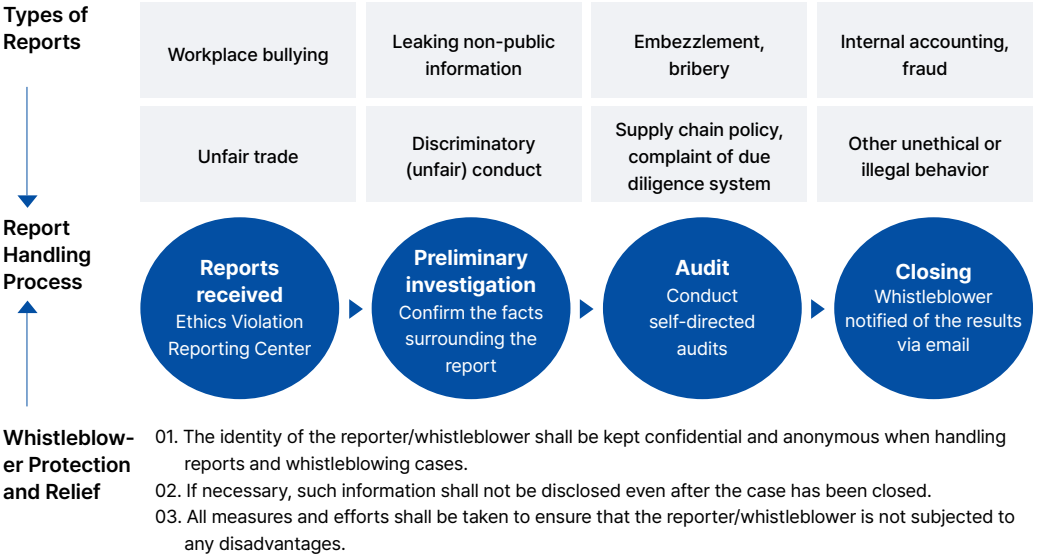 Types of
Reports
Workplace bullying
Leaking non-public
information
Embezzlement,
bribery
Internal accounting,
fraud
Unfair trade
Discriminatory
(unfair) conduct
Supply chain policy,
complaint of due
diligence system
Other unethical or
illegal behavior
Report
Handling
Process
Reports
received
Ethics Violation
Reporting Center
Preliminary
investigation
Confirm the facts
surrounding the
report
Audit
Conduct
self-directed
audits
Closing
Whistleblower
notified of the results
via email
Whistleblow-
er Protection
and Relief
01. The identity of the reporter/whistleblower shall be kept confidential and anonymous when handling
reports and whistleblowing cases.
02. If necessary, such information shall not be disclosed even after the case has been closed.
03. All measures and efforts shall be taken to ensure that the reporter/whistleblower is not subjected to
any disadvantages.